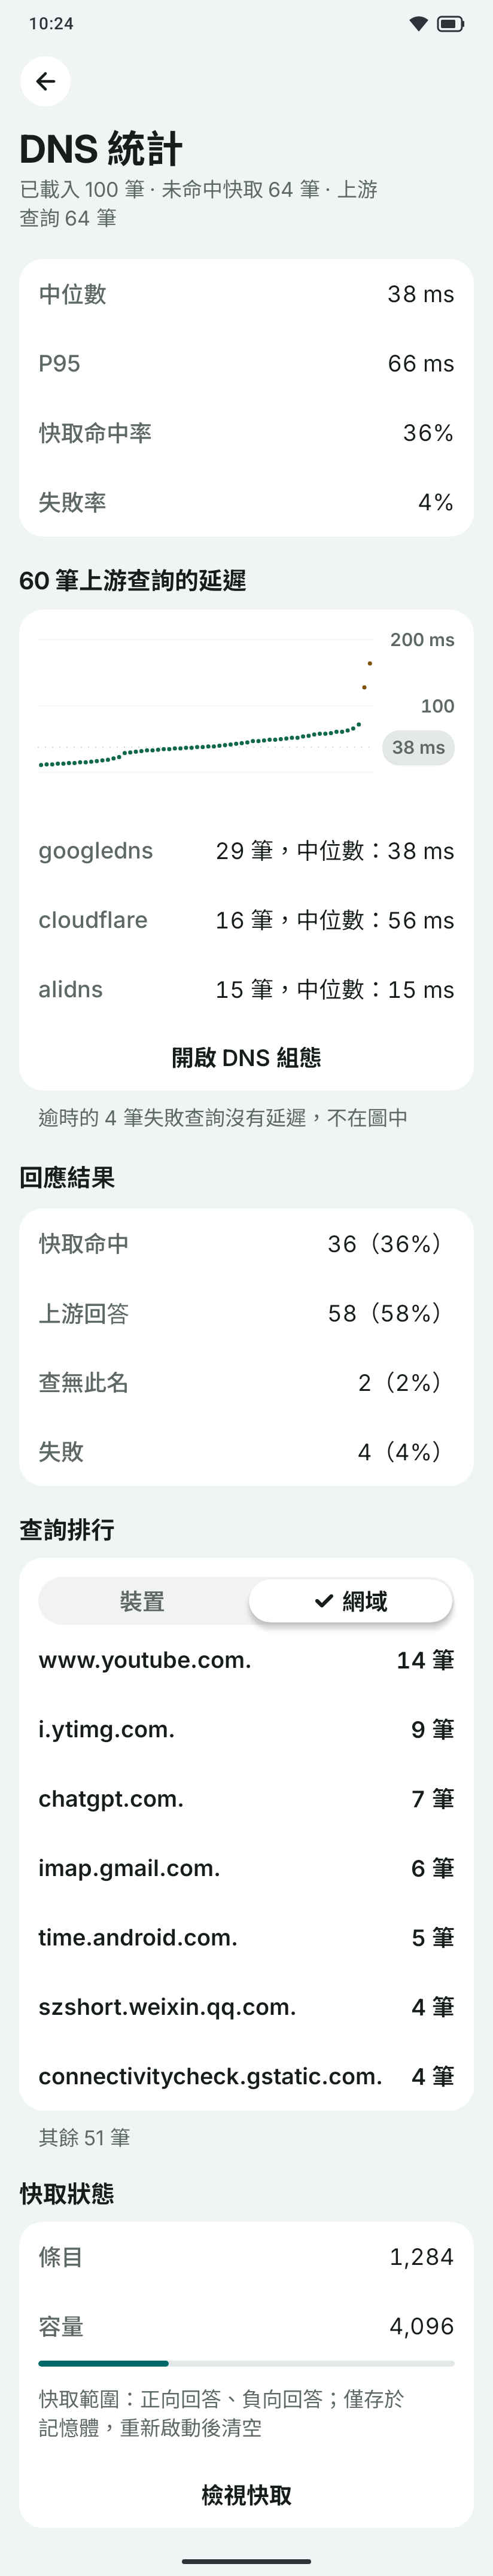 10:24
DNS 統計
已載入 100 筆 · 未命中快取 64 筆 · 上游
查詢 64 筆
中位數 38 ms
P95 66 ms
快取命中率 36%
失敗率 4%
60 筆上游查詢的延遲
200 ms
100
38 ms
googledns 29 筆，中位數：38 ms
cloudflare 16 筆，中位數：56 ms
alidns 15 筆，中位數：15 ms
開啟 DNS 組態
逾時的 4 筆失敗查詢沒有延遲，不在圖中
回應結果
快取命中 36（36%）
上游回答 58（58%）
查無此名 2（2%）
失敗 4（4%）
查詢排行
裝置 網域
www.youtube.com. 14 筆
i.ytimg.com. 9 筆
chatgpt.com. 7 筆
imap.gmail.com. 6 筆
time.android.com. 5 筆
szshort.weixin.qq.com. 4 筆
connectivitycheck.gstatic.com. 4 筆
其餘 51 筆
快取狀態
條目 1,284
容量 4,096
快取範圍：正向回答、負向回答；僅存於
記憶體，重新啟動後清空
檢視快取